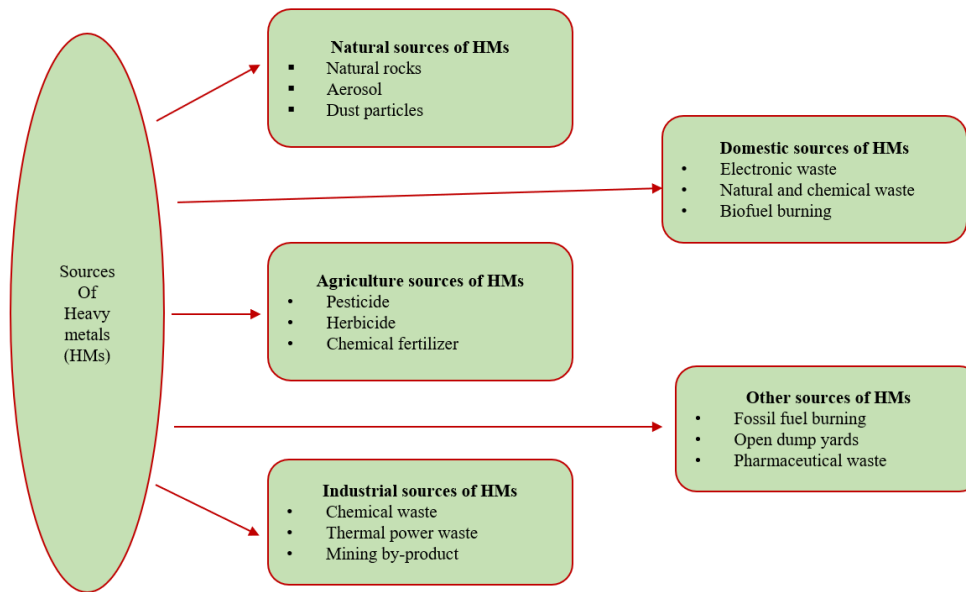 Sources
Of
Heavy
metals
(HMs)
Natural sources of HMs
▪ Natural rocks
▪ Aerosol
▪ Dust particles
Domestic sources of HMs
• Electronic waste
• Natural and chemical waste
• Biofuel burning
Agriculture sources of HMs
• Pesticide
• Herbicide
• Chemical fertilizer
Other sources of HMs
• Fossil fuel burning
• Open dump yards
• Pharmaceutical waste
Industrial sources of HMs
• Chemical waste
• Thermal power waste
• Mining by-product